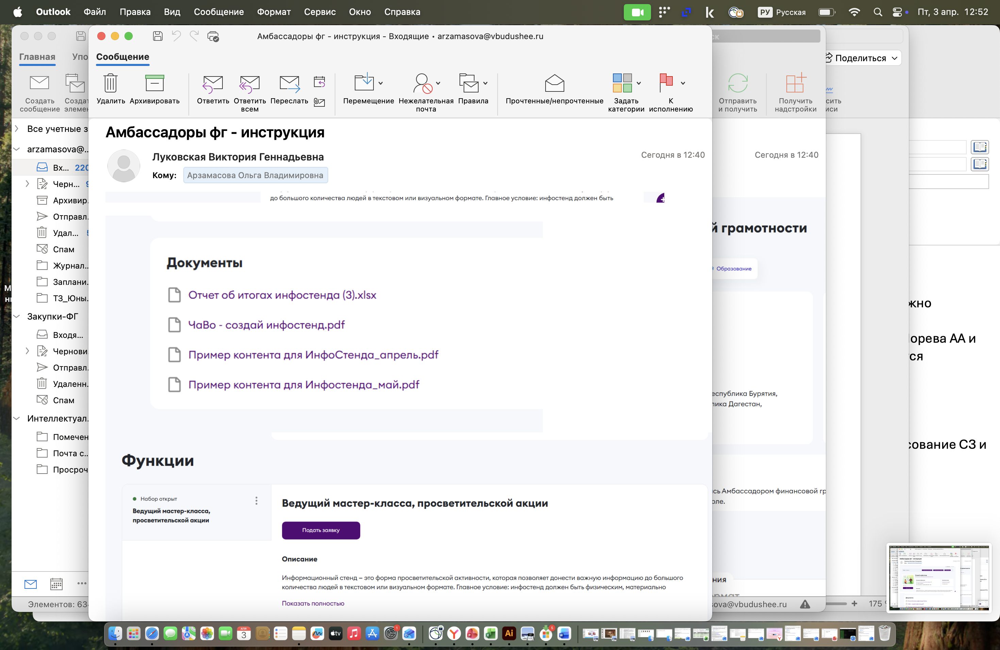 Outlook Файл Правка Вид Сообщение Формат Сервис Окно Справка РУ Русская Пт, 3 апр. 12:52
Амбассадоры фг - инструкция - Входящие • arzamasova@vbudushee.ru
Главная
Сообщение
Поделиться
Создать сообщение
Удалить
Архивировать
Ответить
Ответить всем
Переслать
Перемещение
Нежелательная почта
Правила
Прочтенные/непрочтенные
Задать категории
К исполнению
Отправить и получить
Получить надстройки
Все учетные з
arzamasova@...
Вх... 220
Черн...
Архивир.
Отправл.
Удал...
Спам
Журнал..
Заплани.
ТЗ_Юны.
Закупки-ФГ
Входя...
Чернови.
Отправл.
Удаленн.
Спам
Интеллектуал.
Помечен
Почта с..
Просроч
Элементов: 63
Амбассадоры фг - инструкция
Луковская Виктория Геннадьевна
Сегодня в 12:40
Кому: Арзамасова Ольга Владимировна
до большого количества людей в текстовом или визуальном формате. Главное условие: инфостенд должен быть
Документы
Отчет об итогах инфостенда (3).xlsx
ЧаВо - создай инфостенд.pdf
Пример контента для ИнфоСтенда_апрель.pdf
Пример контента для Инфостенда_май.pdf
Функции
Набор открыт
Ведущий мастер-класса,
просветительской акции
Ведущий мастер-класса, просветительской акции
Подать заявку
Описание
Информационный стенд – это форма просветительской активности, которая позволяет донести важную информацию до большого
количества людей в текстовом или визуальном формате. Главное условие: инфостенд должен быть физическим, материально
Показать полностью
Сегодня в 12:40
й грамотности
Образование
еспублика Бурятия,
лика Дагестан,
сь Амбассадором финансовой гр
оле.
ния
sova@vbudushee.ru
175
жно
орева АА и
ся
сование СЗ и